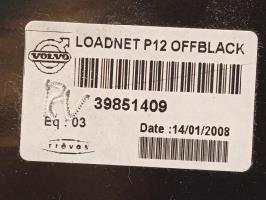 LOADNET P12 OFFBLACK
VOLVO
39851409
Eq : 03
Date :14/01/2008
Trèves